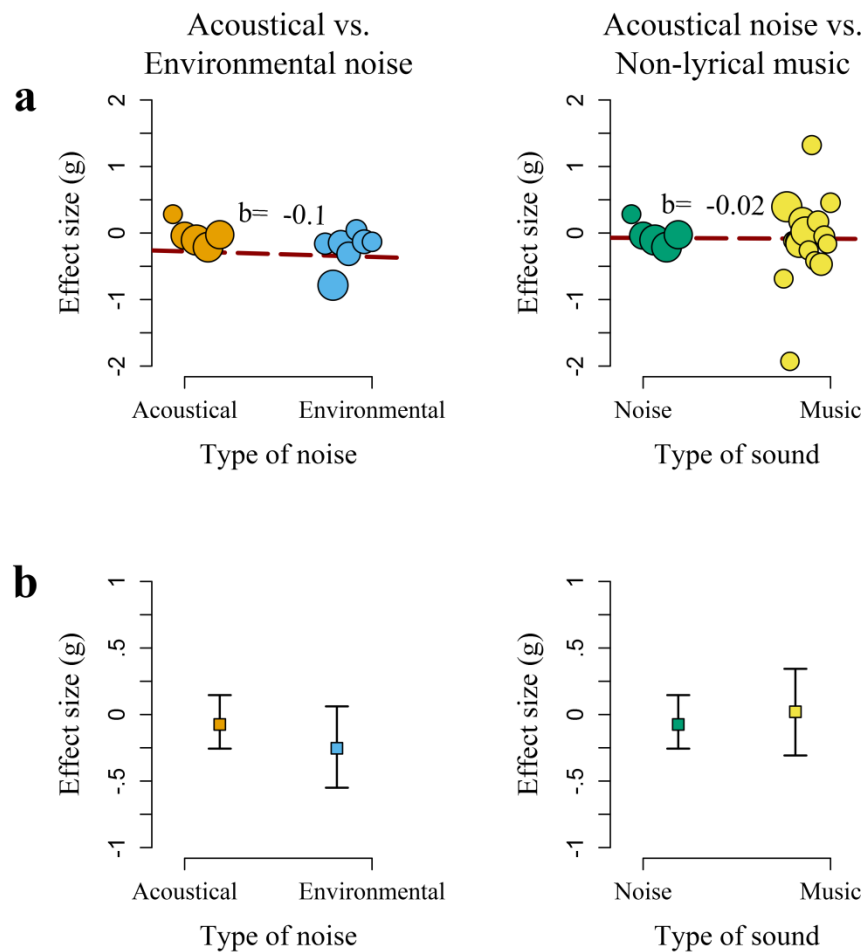 Acoustical vs.
Environmental noise
Acoustical noise vs.
Non-lyrical music
a
2
1
0
-1
-2
Effect size (g)
b= -0.1
Acoustical
Environmental
Type of noise
2
1
0
-1
-2
Effect size (g)
b= -0.02
Noise
Music
Type of sound
b
1
.5
0
-.5
-1
Effect size (g)
Acoustical
Environmental
Type of noise
1
.5
0
-.5
-1
Effect size (g)
Noise
Music
Type of sound